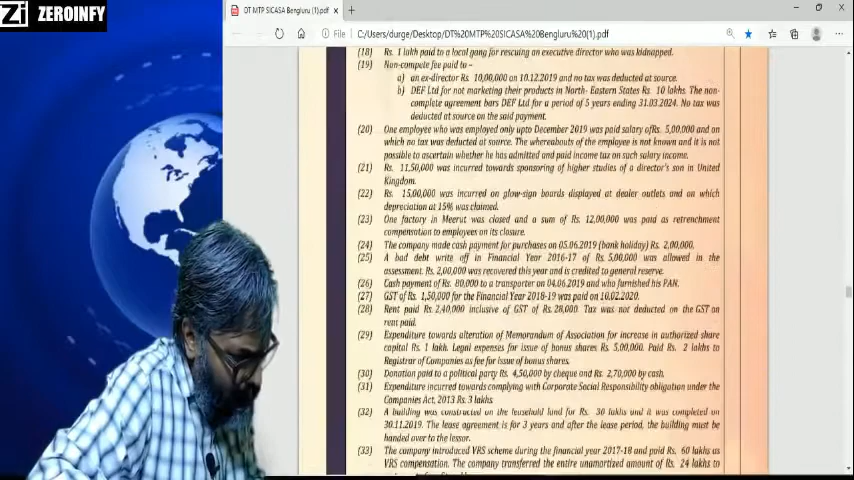 Zi ZEROINFY
DT MTP SICASA Bengluru (1).pdf
File
C:/Users/durge/Desktop/DT%20MTP%20SICASA%20Bengluru%20(1).pdf
(18) Rs. 1 lakh paid to a local gang for rescuing an executive director who was kidnapped.
(19) Non-compete fee paid to –
a) an ex-director Rs. 10,00,000 on 10.12.2019 and no tax was deducted at source.
b) DEF Ltd for not marketing their products in North- Eastern States Rs. 10 lakhs. The non-
complete agreement bars DEF Ltd for a period of 5 years ending 31.03.2024. No tax was
deducted at source on the said payment.
(20) One employee who was employed only upto December 2019 was paid salary ofRs. 5,00,000 and on
which no tax was deducted at source. The whereabouts of the employee is not known and it is not
possible to ascertain whether he has admitted and paid income tax on such salary income.
(21) Rs. 11,50,000 was incurred towards sponsoring of higher studies of a director's son in United
Kingdom.
(22) Rs. 15,00,000 was incurred on glow-sign boards displayed at dealer outlets and on which
depreciation at 15% was claimed.
(23) One factory in Meerut was closed and a sum of Rs. 12,00,000 was paid as retrenchment
compensation to employees on its closure.
(24) The company made cash payment for purchases on 05.06.2019 (bank holiday) Rs. 2,00,000.
(25) A bad debt write off in Financial Year 2016-17 of Rs. 5,00,000 was allowed in the
assessment. Rs. 2,00,000 was recovered this year and is credited to general reserve.
(26) Cash payment of Rs. 80,000 to a transporter on 04.06.2019 and who furnished his PAN.
(27) GST of Rs. 1,50,000 for the Financial Year 2018-19 was paid on 10.02.2020.
(28) Rent paid Rs. 2,40,000 inclusive of GST of Rs. 28,000. Tax was not deducted on the GST on
rent paid.
(29) Expenditure towards alteration of Memorandum of Association for increase in authorized share
capital Rs. 1 lakh. Legal expenses for issue of bonus shares Rs. 5,00,000. Paid Rs. 2 lakhs to
Registrar of Companies as fee for issue of bonus shares.
(30) Donation paid to a political party Rs. 4,50,000 by cheque and Rs. 2,70,000 by cash.
(31) Expenditure incurred towards complying with Corporate Social Responsibility obligation under the
Companies Act, 2013 Rs. 3 lakhs
(32) A building was constructed on the leasehold land for Rs. 30 lakhs and it was completed on
30.11.2019. The lease agreement is for 3 years and after the lease period, the building must be
handed over to the lessor.
(33) The company introduced VRS scheme during the financial year 2017-18 and paid Rs. 60 lakhs as
VRS compensation. The company transferred the entire unamortized amount of Rs. 24 lakhs to